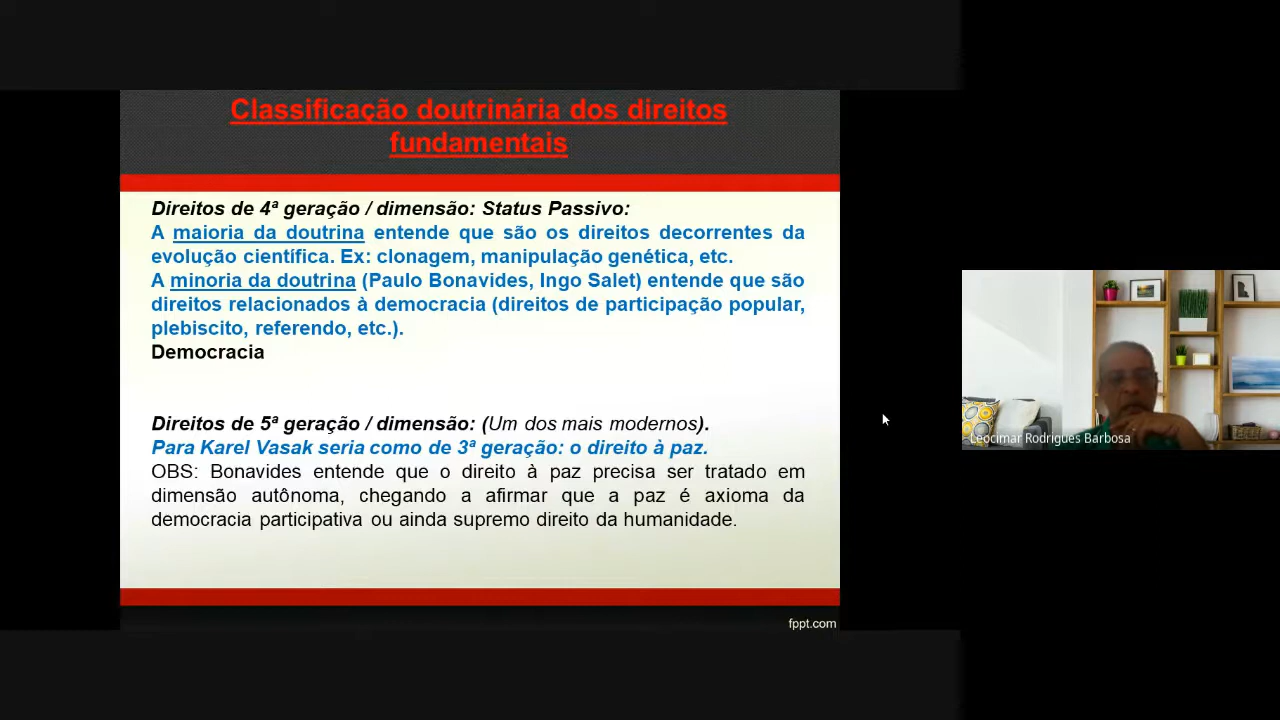 Classificação doutrinária dos direitos
fundamentais
Direitos de 4ª geração / dimensão: Status Passivo:
A maioria da doutrina entende que são os direitos decorrentes da
evolução científica. Ex: clonagem, manipulação genética, etc.
A minoria da doutrina (Paulo Bonavides, Ingo Salet) entende que são
direitos relacionados à democracia (direitos de participação popular,
plebiscito, referendo, etc.).
Democracia
Direitos de 5ª geração / dimensão: (Um dos mais modernos).
Para Karel Vasak seria como de 3ª geração: o direito à paz.
OBS: Bonavides entende que o direito à paz precisa ser tratado em
dimensão autônoma, chegando a afirmar que a paz é axioma da
democracia participativa ou ainda supremo direito da humanidade.
fppt.com
Leocimar Rodrigues Barbosa